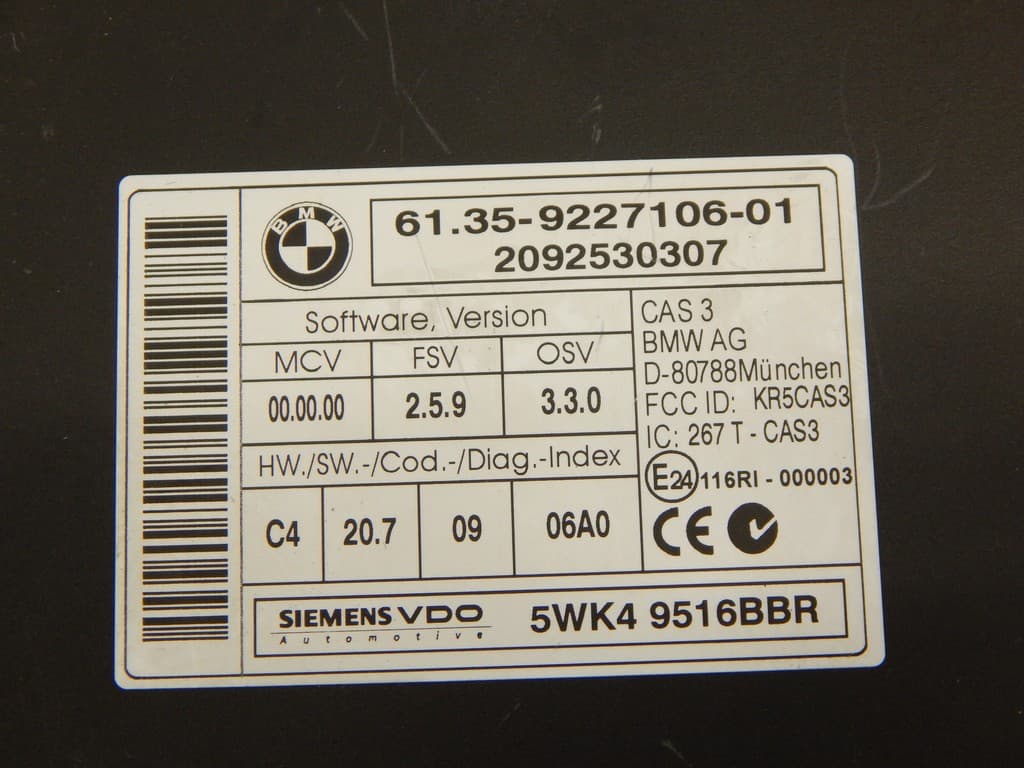 BMW
61.35-9227106-01
2092530307
Software, Version
MCV FSV OSV
00.00.00 2.5.9 3.3.0
HW./SW.-/Cod.-/Diag.-Index
C4 20.7 09 06A0
CAS 3
BMW AG
D-80788München
FCC ID: KR5CAS3
IC: 267 T - CAS3
E24 116RI - 000003
CE
SIEMENS VDO
Automotive
5WK4 9516BBR